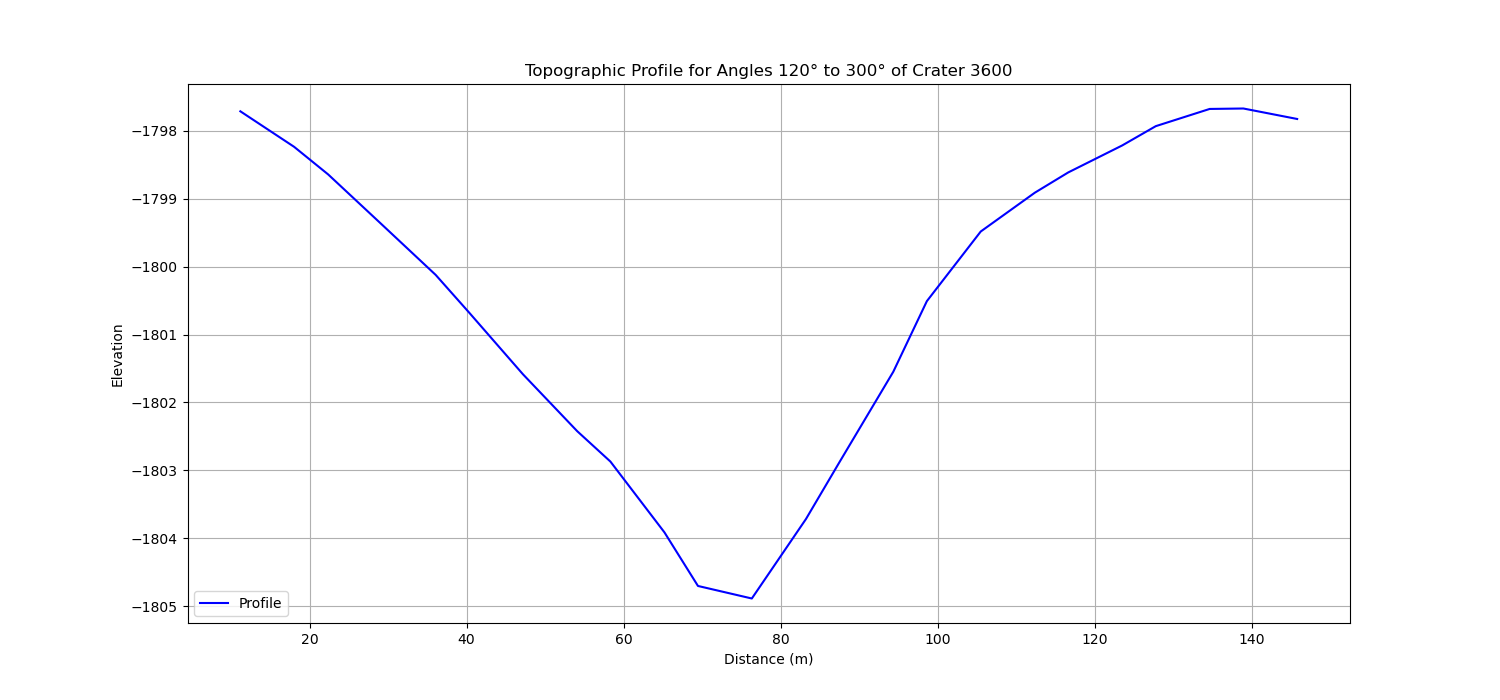 Topographic Profile for Angles 120° to 300° of Crater 3600
Elevation
−1798
−1799
−1800
−1801
−1802
−1803
−1804
−1805
Profile
20 40 60 80 100 120 140
Distance (m)